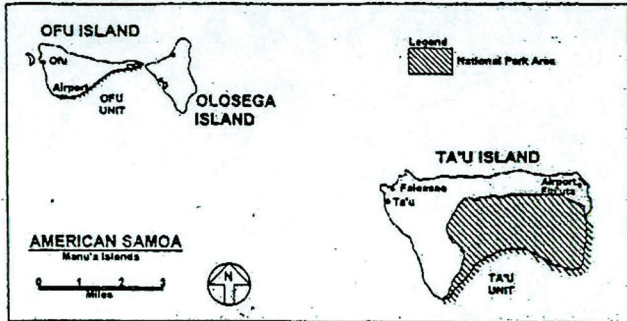 OFU ISLAND
Ofu
Airport
OFU
UNIT
OLOSEGA
ISLAND
Legend
National Park Area
TA'U ISLAND
Faleasao
Ta'u
Airport
TA'U
UNIT
AMERICAN SAMOA
Manu'a Islands
0 1 2 3
Miles
N